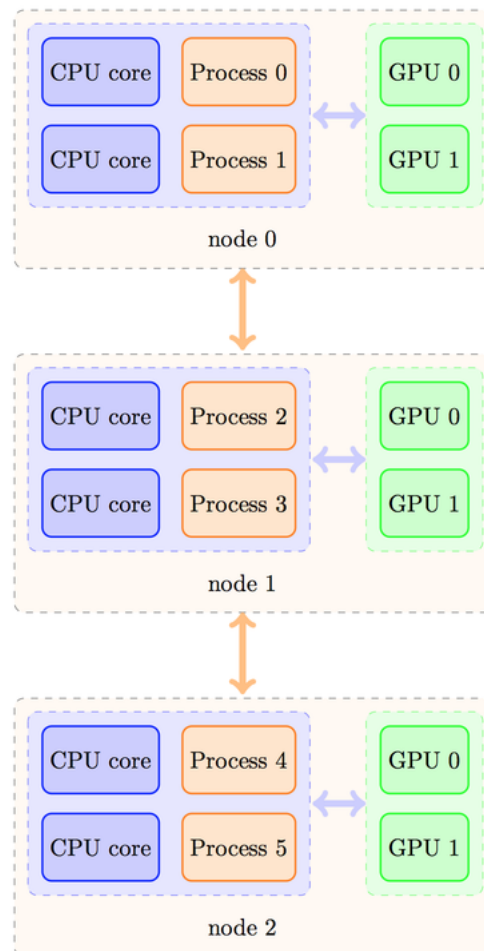 CPU core Process 0 GPU 0
CPU core Process 1 GPU 1
node 0
CPU core Process 2 GPU 0
CPU core Process 3 GPU 1
node 1
CPU core Process 4 GPU 0
CPU core Process 5 GPU 1
node 2